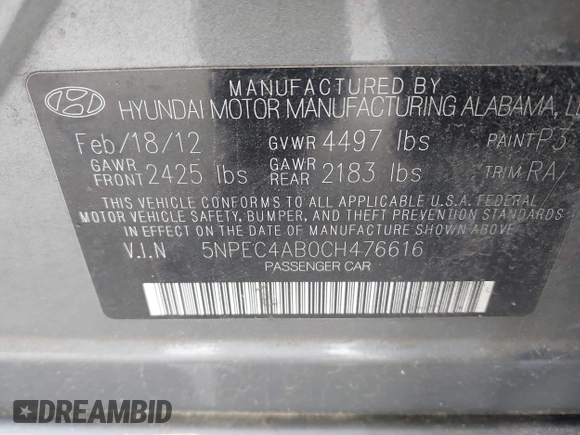 MANUFACTURED BY
HYUNDAI MOTOR MANUFACTURING ALABAMA,
Feb/18/12 GVWR 4497 lbs PAINT P3
GAWR FRONT 2425 lbs GAWR REAR 2183 lbs TRIM RA
THIS VEHICLE CONFORMS TO ALL APPLICABLE U.S.A. FEDERAL
MOTOR VEHICLE SAFETY, BUMPER, AND THEFT PREVENTION
STANDARDS IN EFFECT ON THE DATE OF MANUFACTURE SHOWN ABOVE
V.I.N 5NPEC4AB0CH476616
PASSENGER CAR
DREAMBID